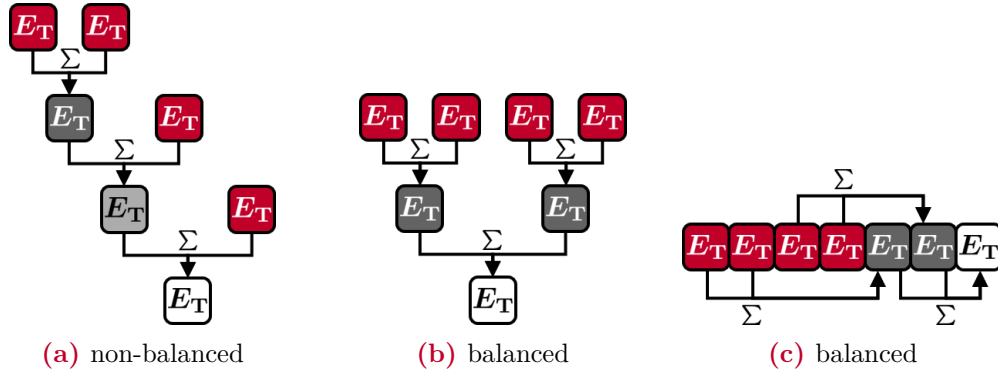 E_T E_T
Σ
E_T E_T
Σ
E_T E_T
Σ
E_T
(a) non-balanced
E_T E_T E_T E_T
Σ Σ
E_T E_T
Σ
E_T
(b) balanced
Σ
E_T E_T E_T E_T E_T E_T E_T
Σ Σ
(c) balanced